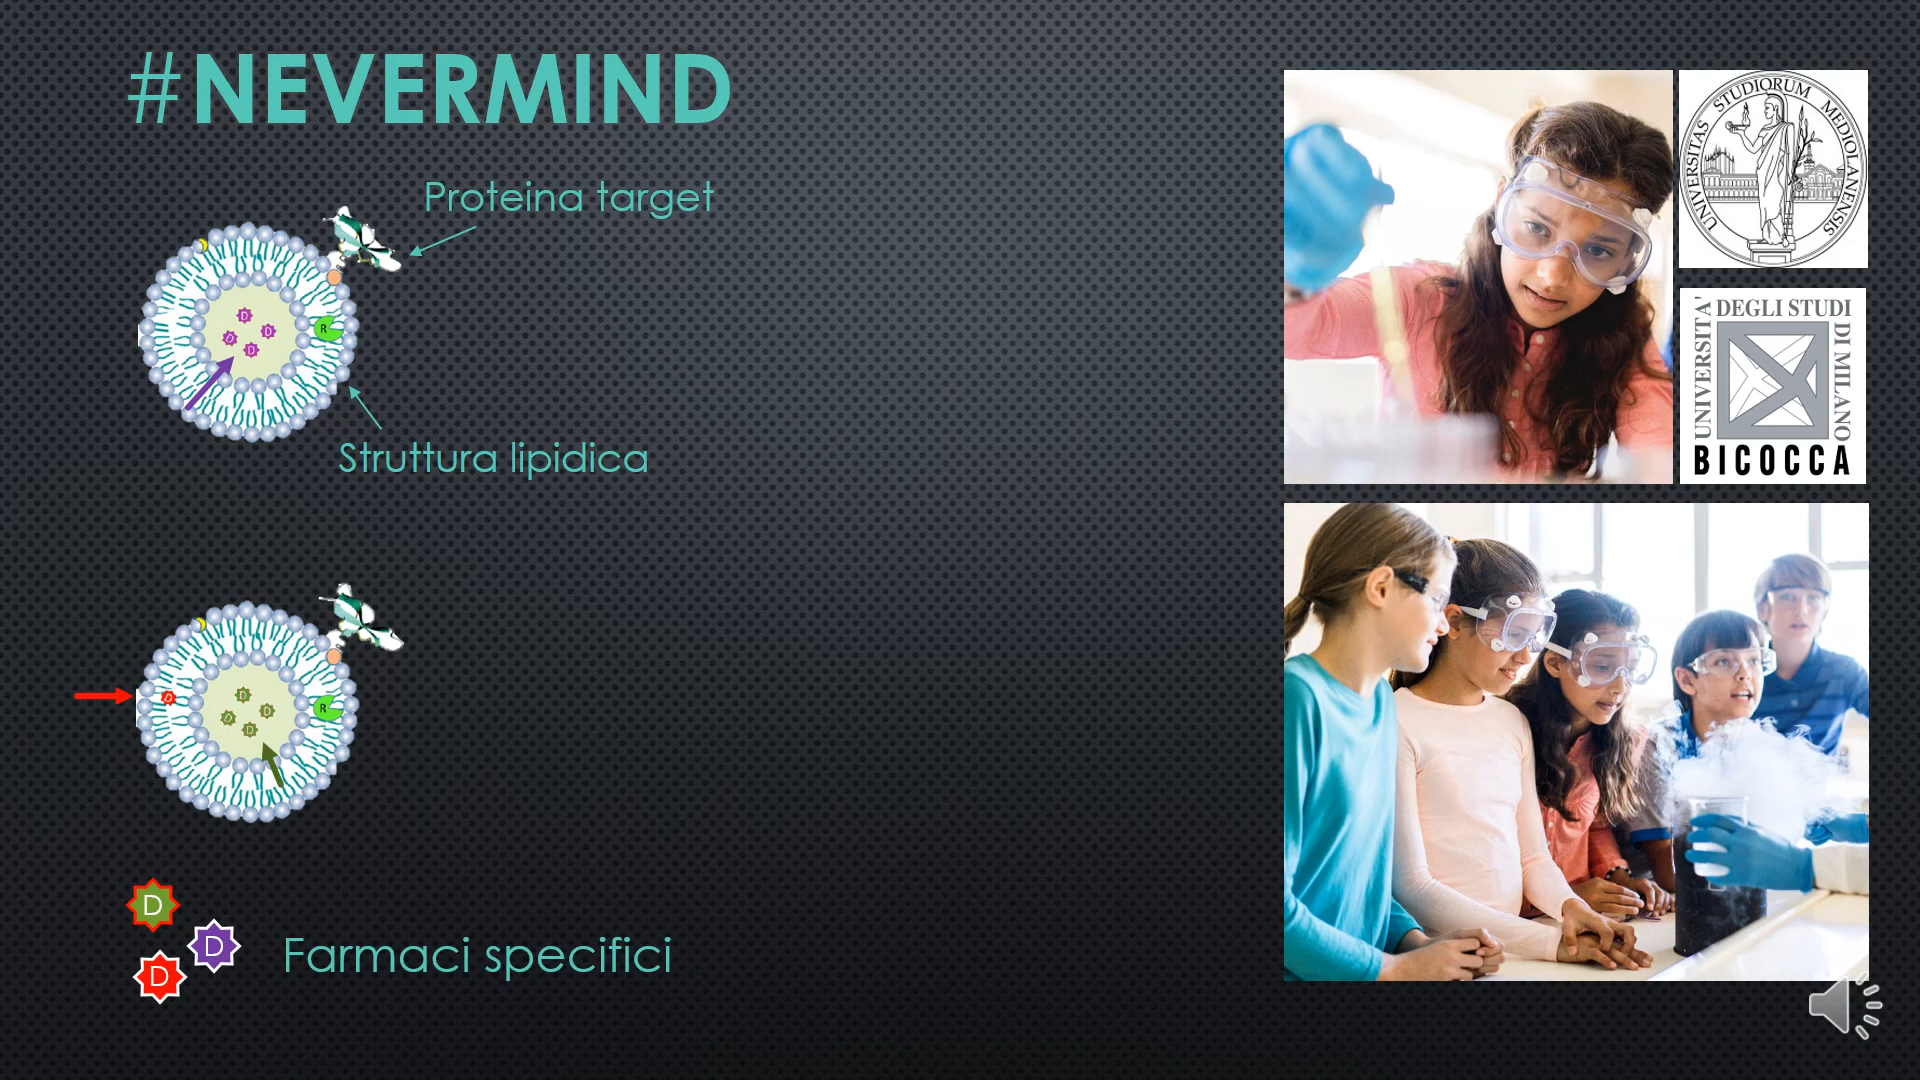 #NEVERMIND
Proteina target
D
D
D
D
R
Struttura lipidica
D
D
D
D
D
R
D
D
D
Farmaci specifici
UNIVERSITAS STUDIORUM MEDIOLANENSIS
UNIVERSITA' DEGLI STUDI DI MILANO
BICOCCA